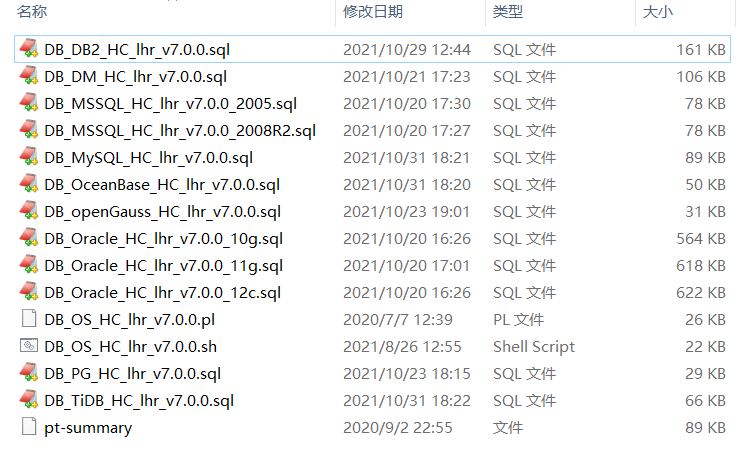 名称 修改日期 类型 大小
DB_DB2_HC_lhr_v7.0.0.sql 2021/10/29 12:44 SQL 文件 161 KB
DB_DM_HC_lhr_v7.0.0.sql 2021/10/21 17:23 SQL 文件 106 KB
DB_MSSQL_HC_lhr_v7.0.0_2005.sql 2021/10/20 17:30 SQL 文件 78 KB
DB_MSSQL_HC_lhr_v7.0.0_2008R2.sql 2021/10/20 17:27 SQL 文件 78 KB
DB_MySQL_HC_lhr_v7.0.0.sql 2021/10/31 18:21 SQL 文件 89 KB
DB_OceanBase_HC_lhr_v7.0.0.sql 2021/10/31 18:20 SQL 文件 50 KB
DB_openGauss_HC_lhr_v7.0.0.sql 2021/10/23 19:01 SQL 文件 31 KB
DB_Oracle_HC_lhr_v7.0.0_10g.sql 2021/10/20 16:26 SQL 文件 564 KB
DB_Oracle_HC_lhr_v7.0.0_11g.sql 2021/10/20 17:01 SQL 文件 618 KB
DB_Oracle_HC_lhr_v7.0.0_12c.sql 2021/10/20 16:26 SQL 文件 622 KB
DB_OS_HC_lhr_v7.0.0.pl 2020/7/7 12:39 PL 文件 26 KB
DB_OS_HC_lhr_v7.0.0.sh 2021/8/26 12:55 Shell Script 22 KB
DB_PG_HC_lhr_v7.0.0.sql 2021/10/23 18:15 SQL 文件 29 KB
DB_TiDB_HC_lhr_v7.0.0.sql 2021/10/31 18:22 SQL 文件 66 KB
pt-summary 2020/9/2 22:55 文件 89 KB